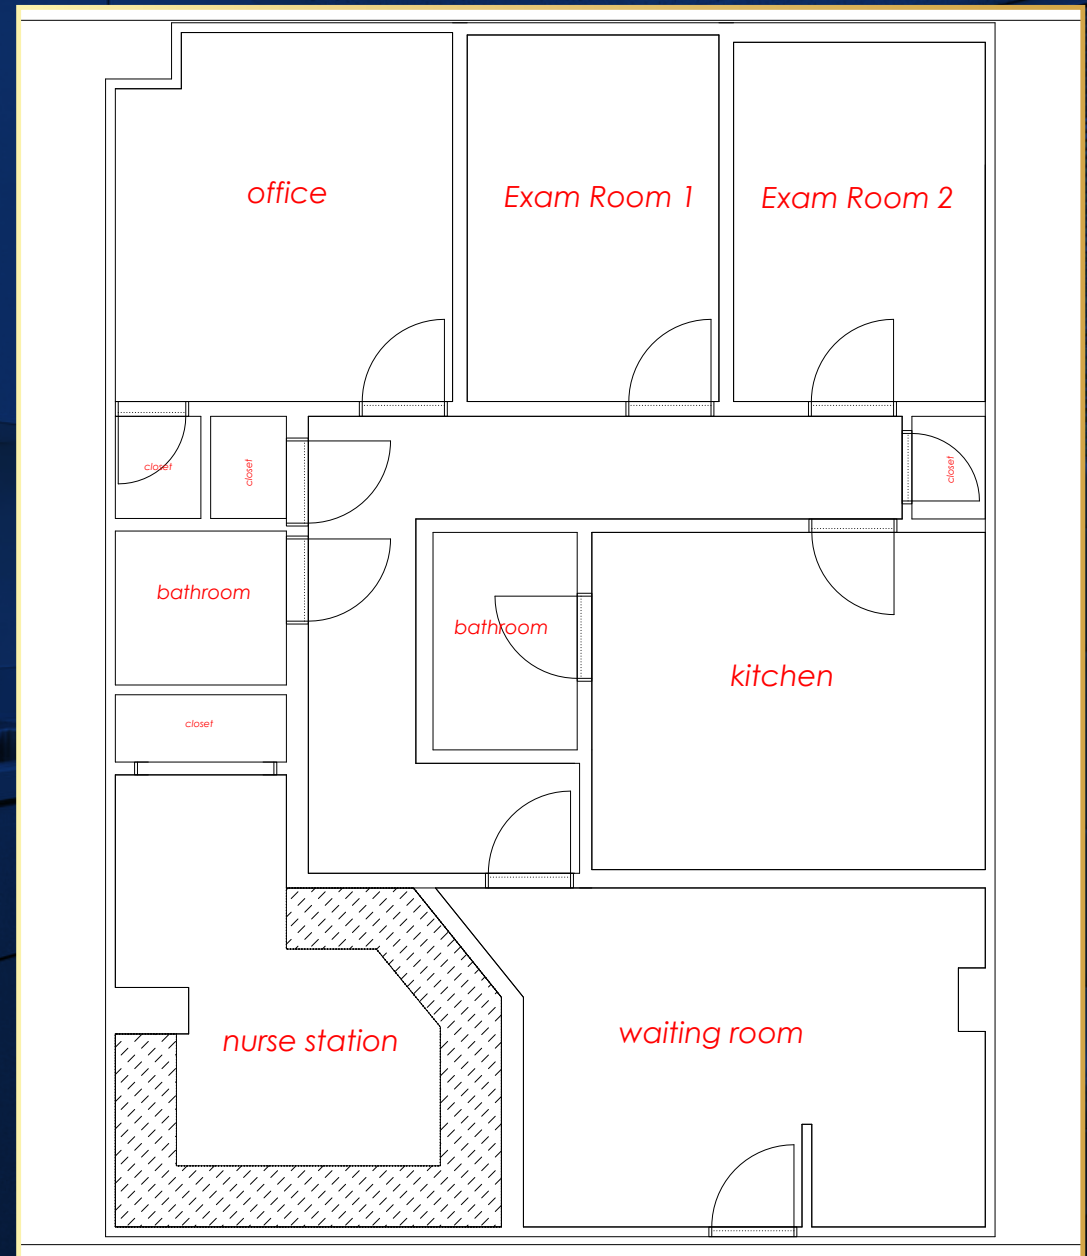 office
Exam Room 1
Exam Room 2
closet
closet
closet
bathroom
bathroom
kitchen
closet
nurse station
waiting room